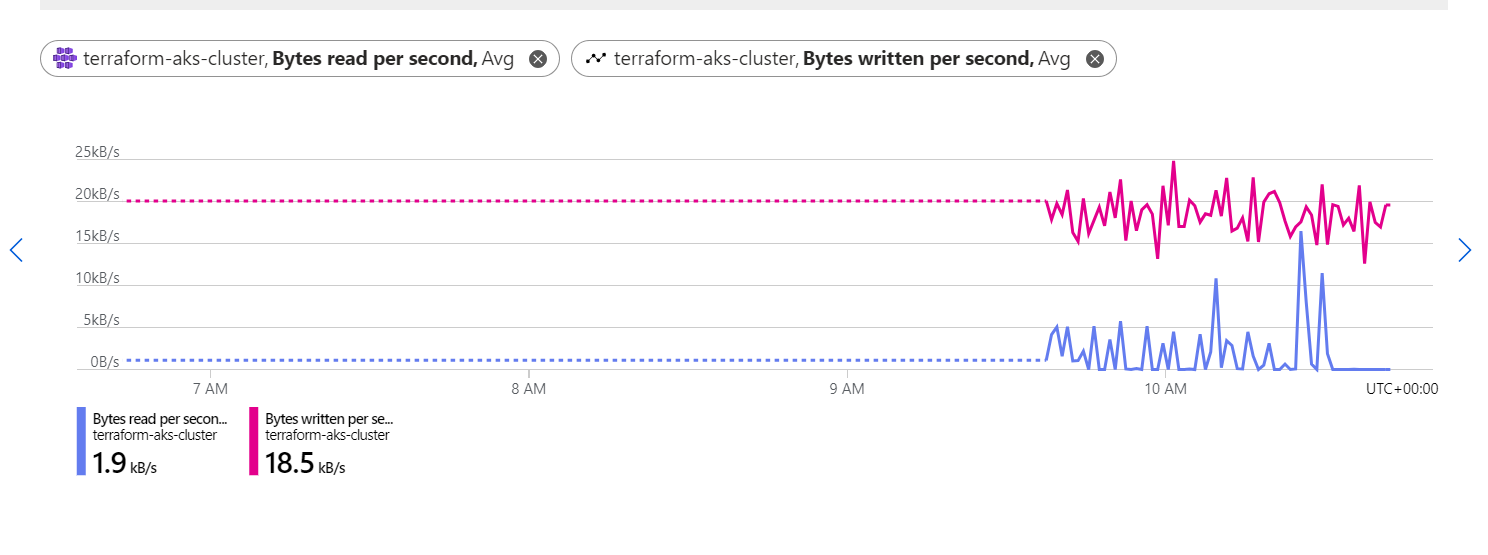 terraform-aks-cluster, Bytes read per second, Avg
terraform-aks-cluster, Bytes written per second, Avg
25kB/s
20kB/s
15kB/s
10kB/s
5kB/s
0B/s
7 AM
8 AM
9 AM
10 AM
UTC+00:00
Bytes read per secon...
terraform-aks-cluster
1.9 kB/s
Bytes written per se...
terraform-aks-cluster
18.5 kB/s